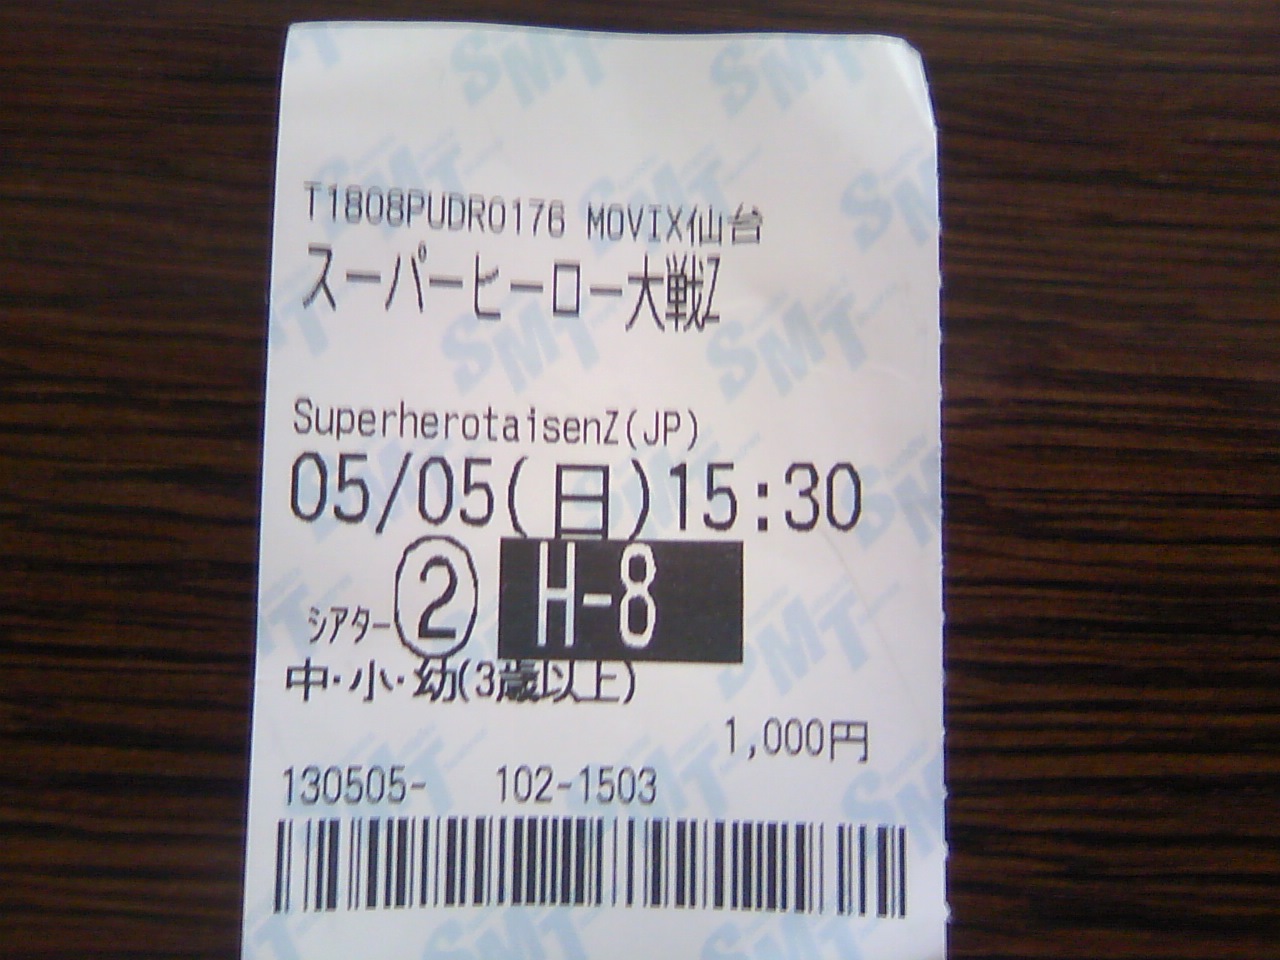 T1808PUDR0176 MOVIX仙台
スーパーヒーロー大戦Z
SuperherotaisenZ(JP)
05/05(日)15:30
シアター② H-8
中・小・幼(3歳以上)
1,000円
130505- 102-1503